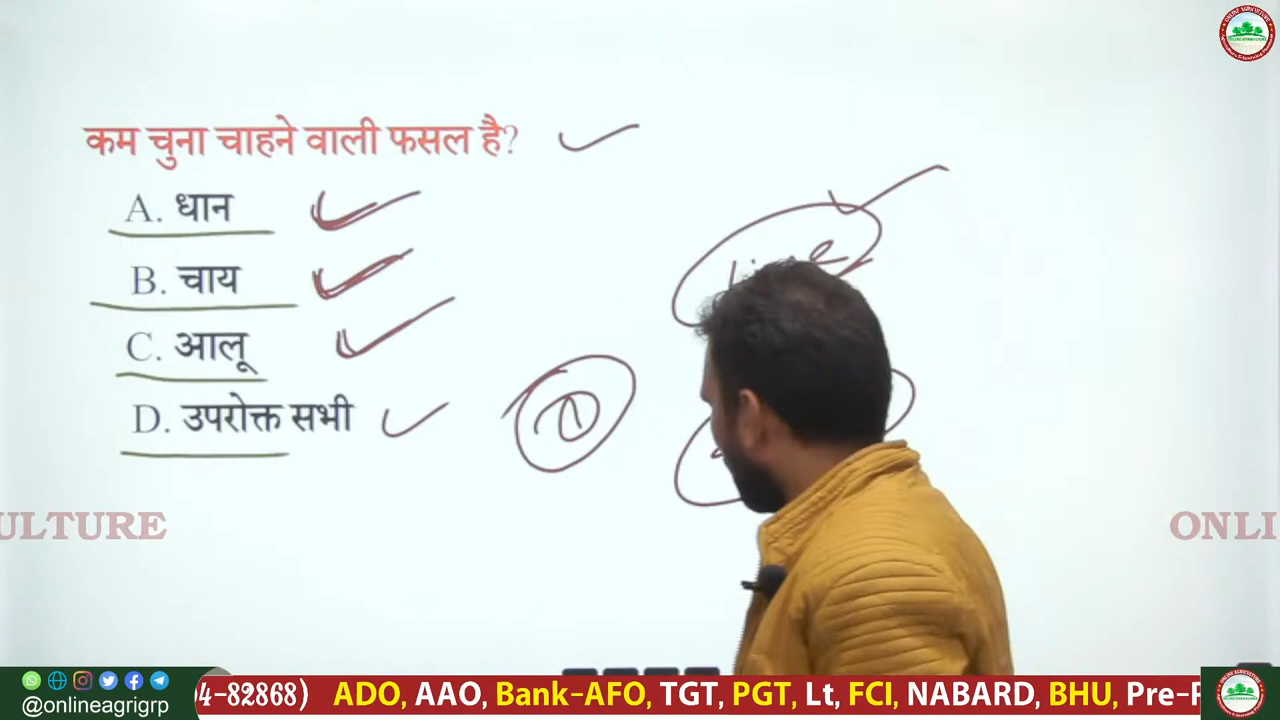 कम चुना चाहने वाली फसल है?
A. धान
B. चाय
C. आलू
D. उपरोक्त सभी
D
ULTURE
ONLI
@onlineagrigrp
04-82868) ADO, AAO, Bank-AFO, TGT, PGT, Lt, FCI, NABARD, BHU, Pre-P